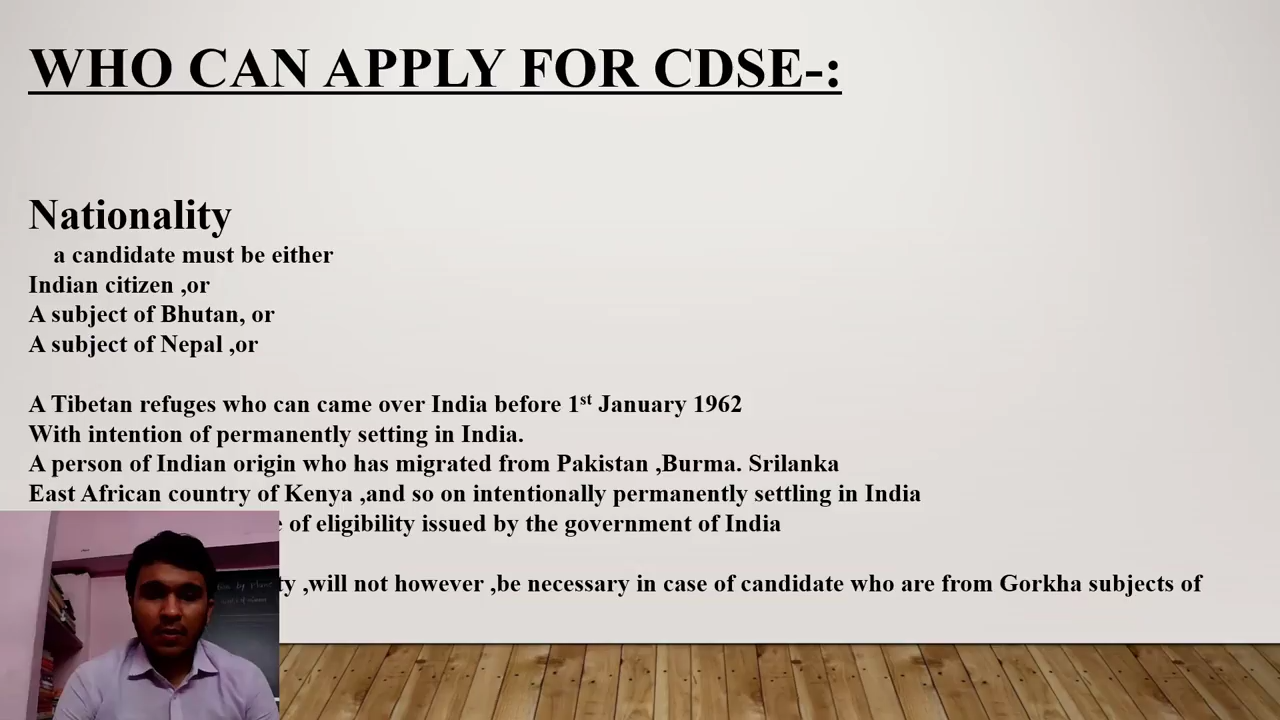 WHO CAN APPLY FOR CDSE-:
Nationality
a candidate must be either
Indian citizen ,or
A subject of Bhutan, or
A subject of Nepal ,or
A Tibetan refuges who can came over India before 1st January 1962
With intention of permanently setting in India.
A person of Indian origin who has migrated from Pakistan ,Burma. Srilanka
East African country of Kenya ,and so on intentionally permanently settling in India
of eligibility issued by the government of India
,will not however ,be necessary in case of candidate who are from Gorkha subjects of